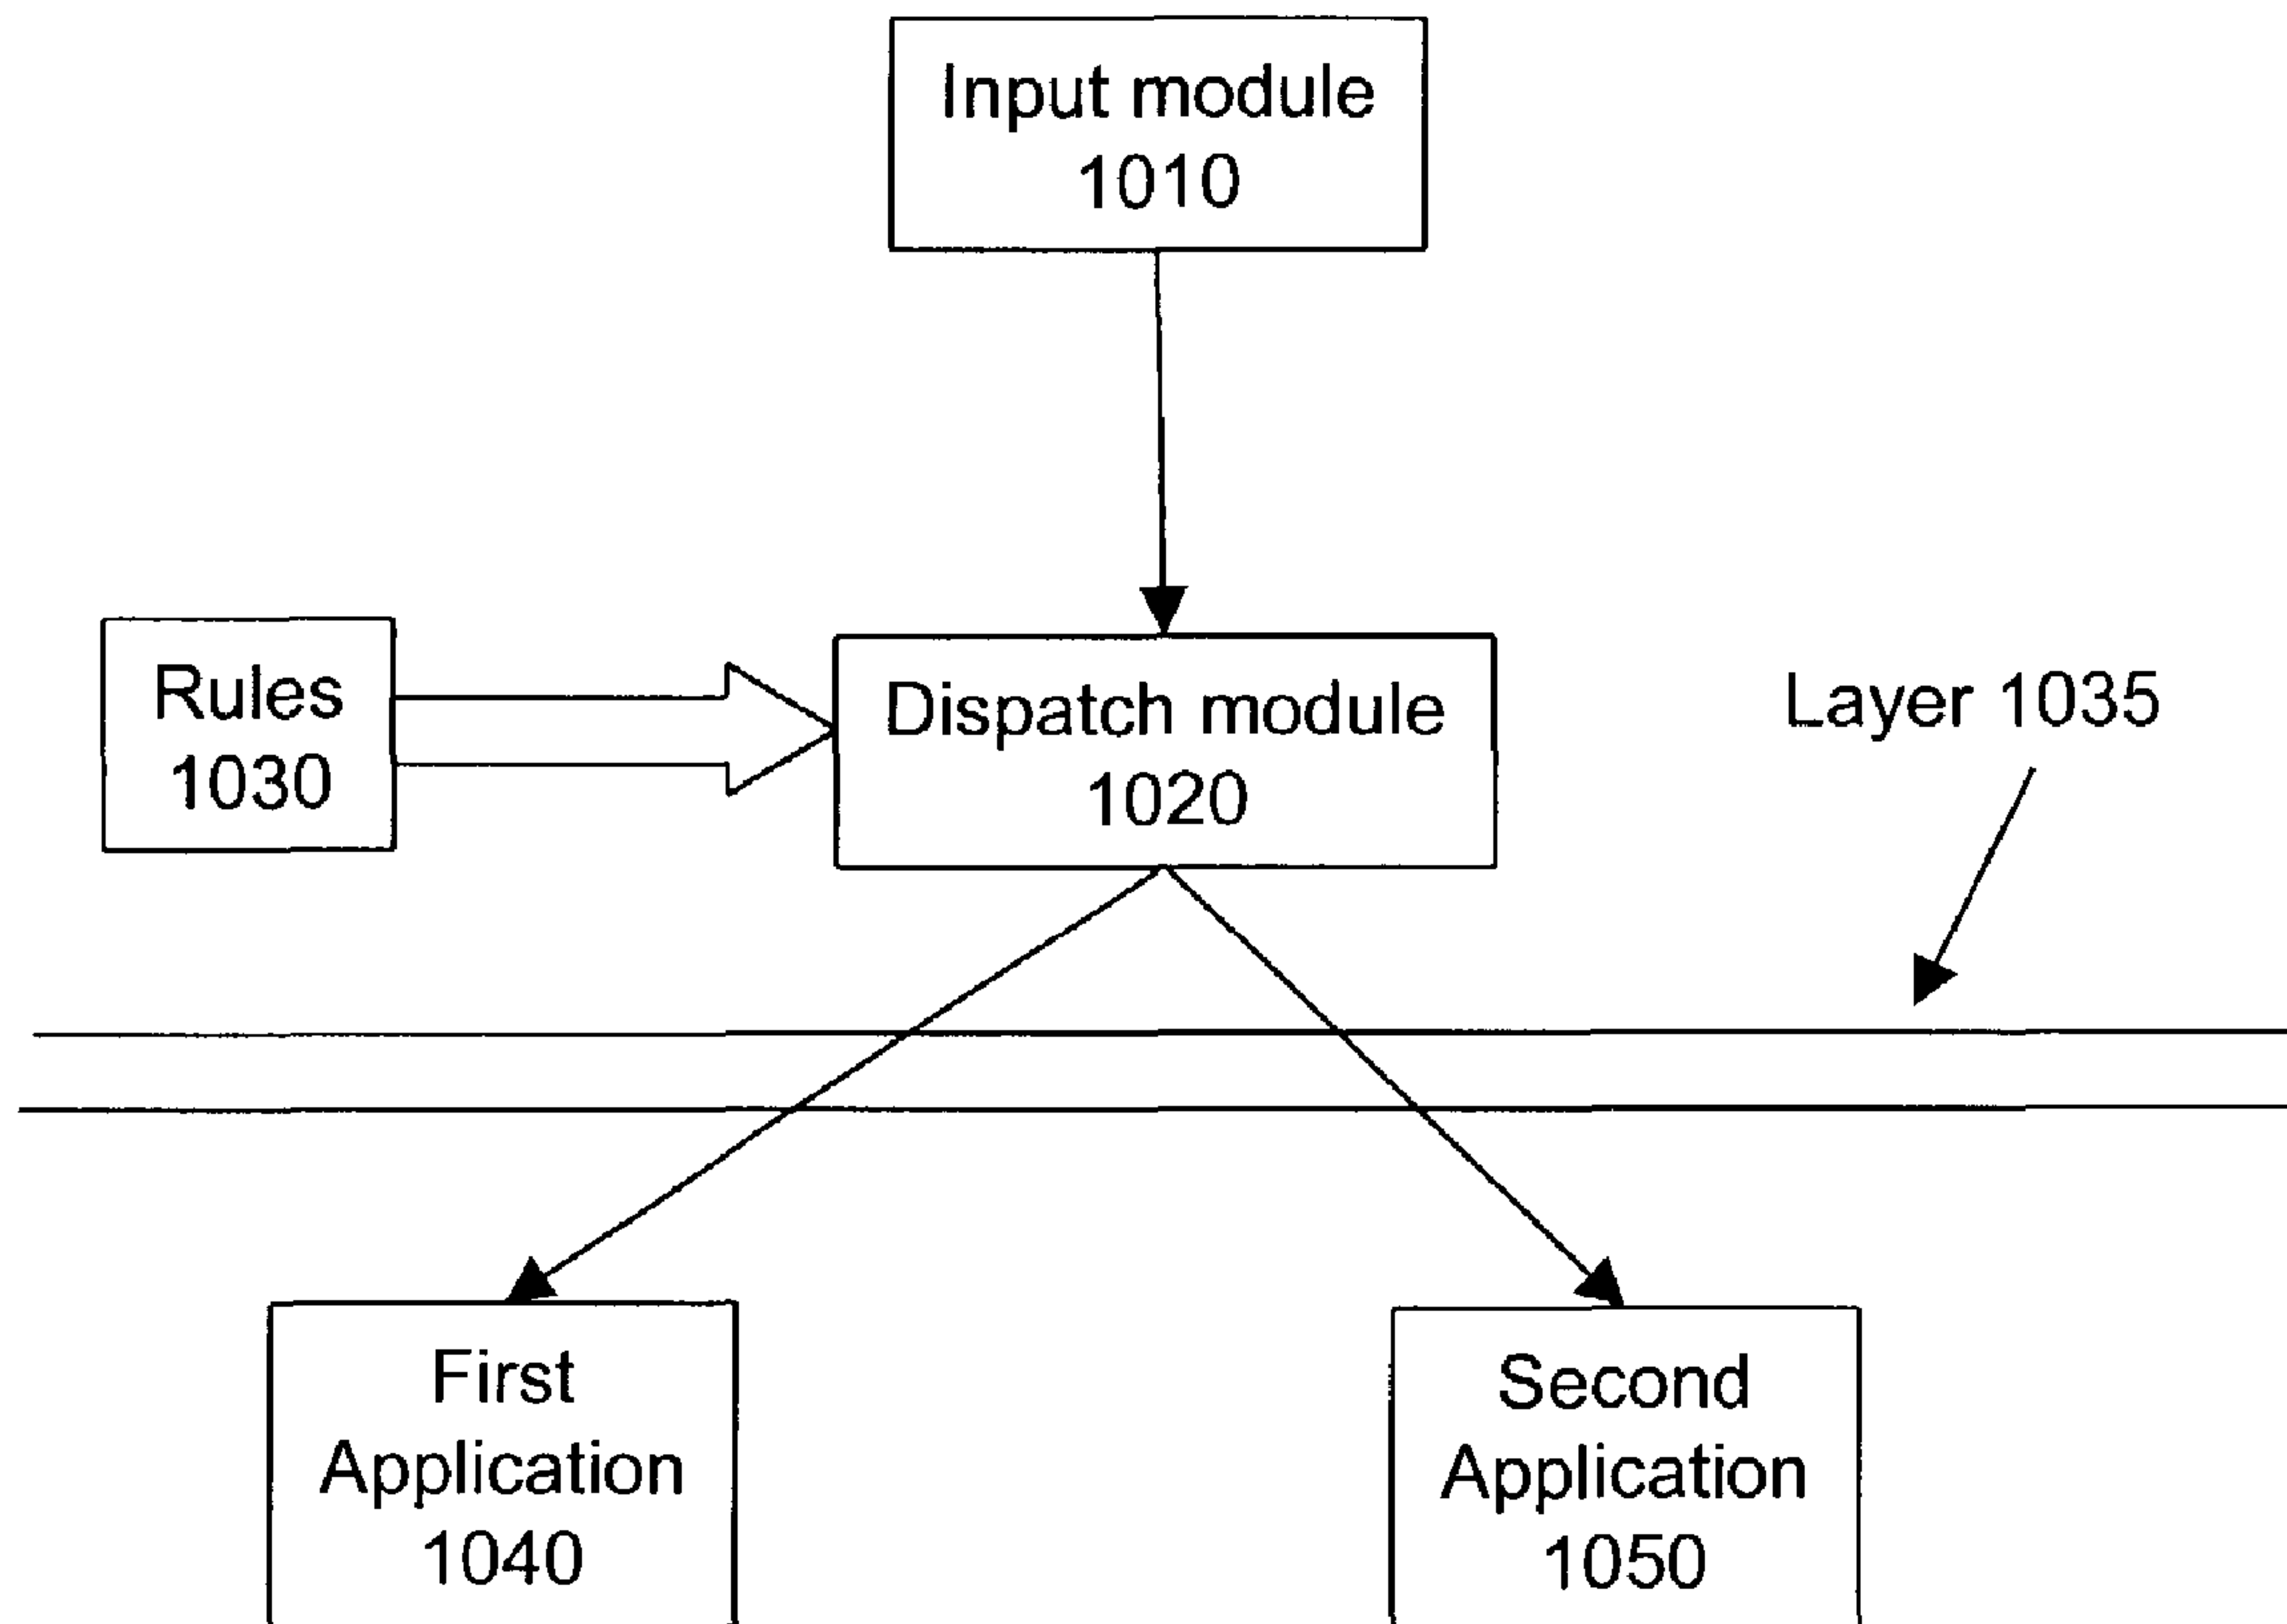 Input module
1010
Rules
1030
Dispatch module
1020
Layer 1035
First
Application
1040
Second
Application
1050